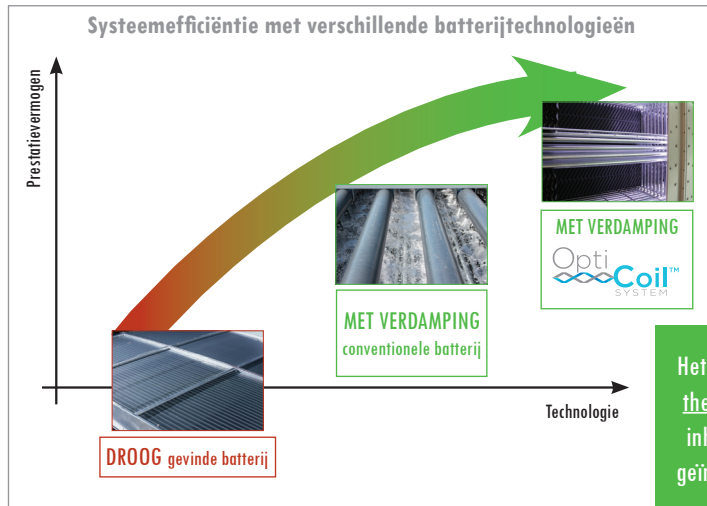 Systeemefficiëntie met verschillende batterijtechnologieën
Prestatievermogen
MET VERDAMPING
Opti
Coil™
SYSTEM
MET VERDAMPING
conventionele batterij
Technologie
DROOG gevinde batterij
Het
the
inh
geïn